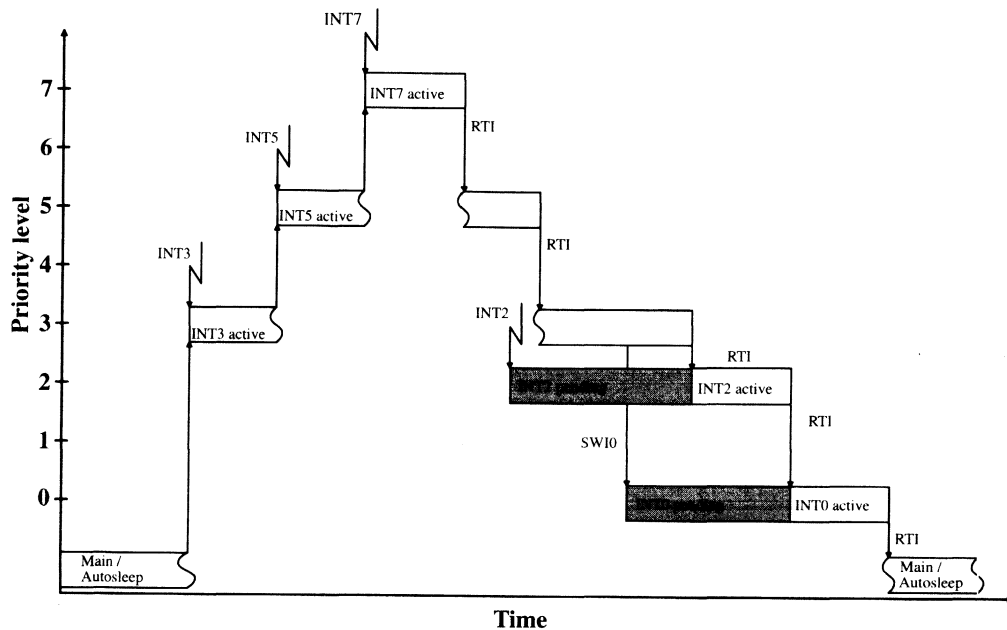 INT7
7
INT7 active
INT5
RTI
6
5
INT5 active
RTI
INT3
4
INT2
3
INT3 active
RTI
2
INT2 active
RTI
SWI0
1
0
INT0 active
RTI
Main /
Autosleep
Main /
Autosleep
Priority level
Time